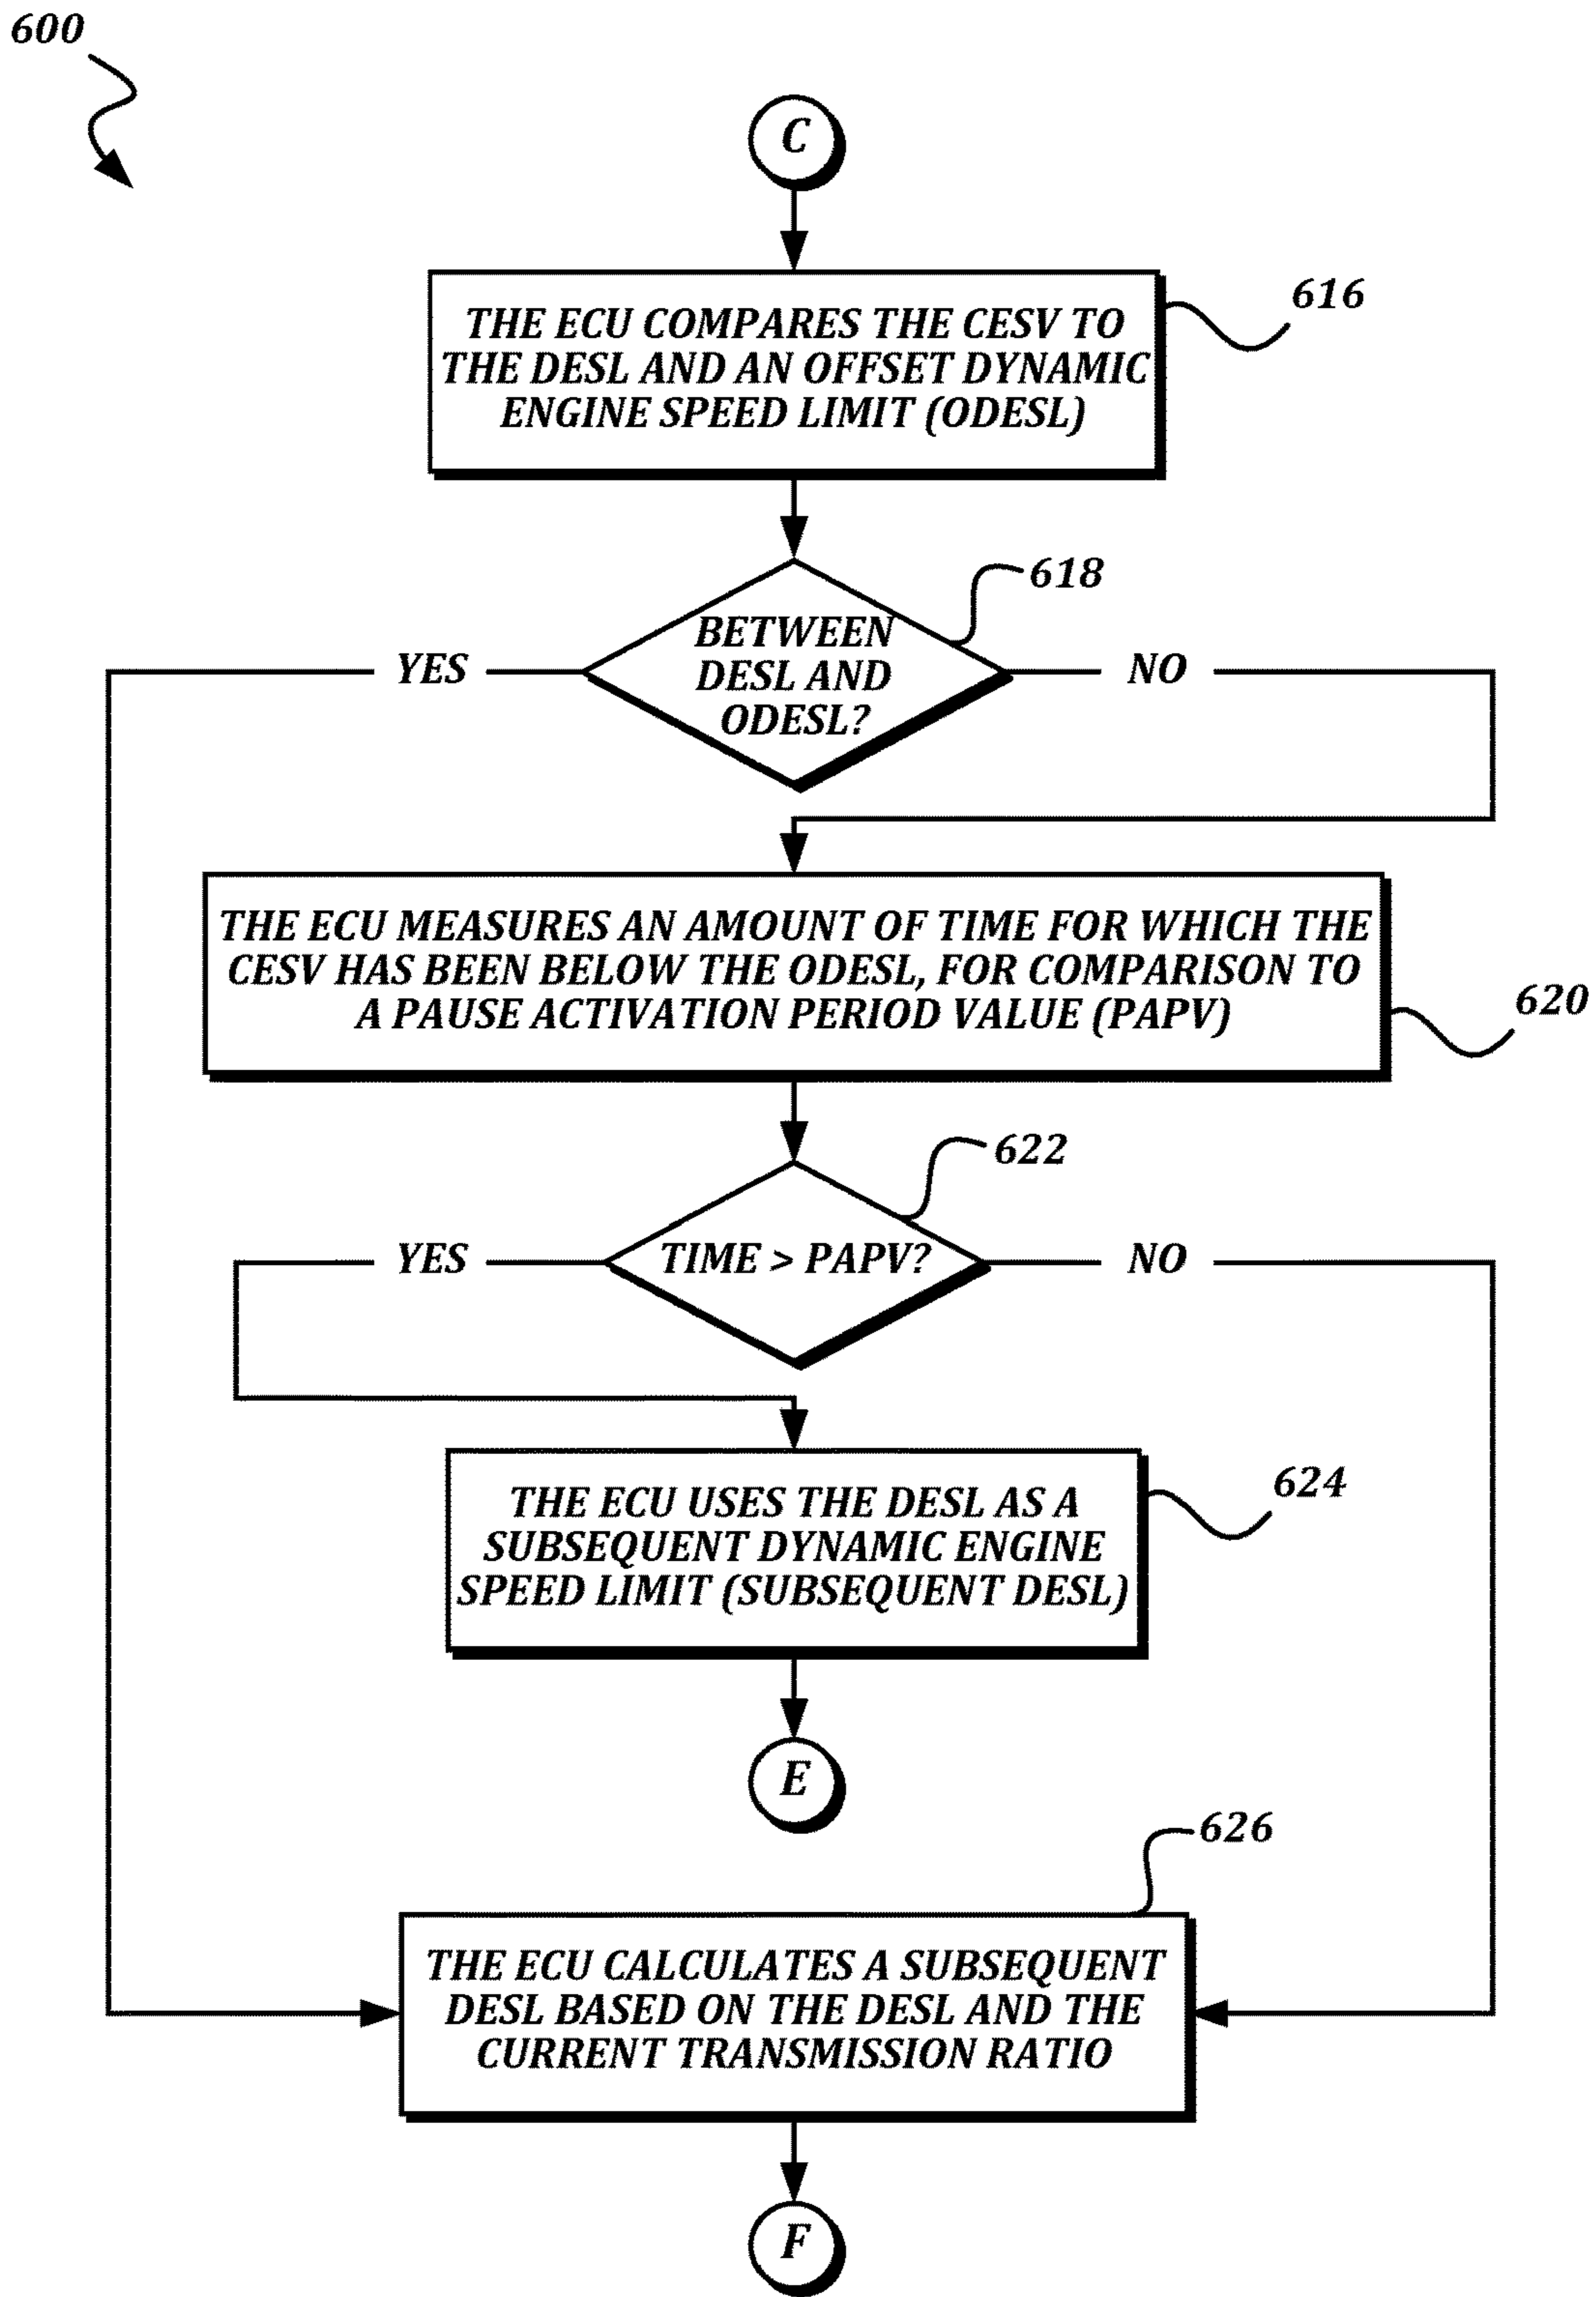 600
C
THE ECU COMPARES THE CESV TO
THE DESL AND AN OFFSET DYNAMIC
ENGINE SPEED LIMIT (ODESL)
616
618
BETWEEN
DESL AND
ODESL?
YES
NO
THE ECU MEASURES AN AMOUNT OF TIME FOR WHICH THE
CESV HAS BEEN BELOW THE ODESL, FOR COMPARISON TO
A PAUSE ACTIVATION PERIOD VALUE (PAPV)
620
622
YES
TIME > PAPV?
NO
THE ECU USES THE DESL AS A
SUBSEQUENT DYNAMIC ENGINE
SPEED LIMIT (SUBSEQUENT DESL)
624
E
626
THE ECU CALCULATES A SUBSEQUENT
DESL BASED ON THE DESL AND THE
CURRENT TRANSMISSION RATIO
F